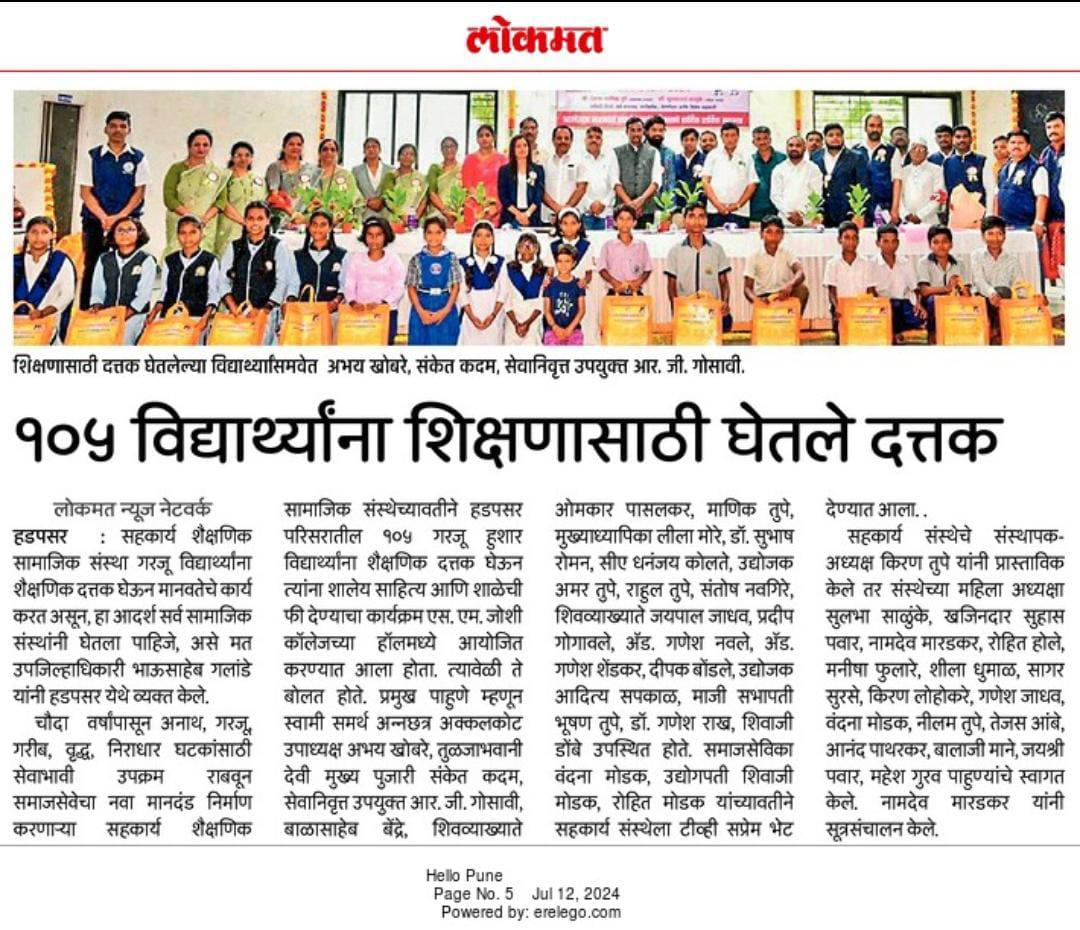 लोकमत
शिक्षणासाठी दत्तक घेतलेल्या विद्यार्थ्यांसमवेत अभय खोबरे, संकेत कदम, सेवानिवृत्त उपयुक्त आर. जी. गोसावी.
१०५ विद्यार्थ्यांना शिक्षणासाठी घेतले दत्तक
लोकमत न्यूज नेटवर्क
हडपसर : सहकार्य शैक्षणिक
सामाजिक संस्था गरजू विद्यार्थ्यांना
शैक्षणिक दत्तक घेऊन मानवतेचे कार्य
करत असून, हा आदर्श सर्व सामाजिक
संस्थांनी घेतला पाहिजे, असे मत
उपजिल्हाधिकारी भाऊसाहेब गलांडे
यांनी हडपसर येथे व्यक्त केले.
चौदा वर्षांपासून अनाथ, गरजू,
गरीब, वृद्ध, निराधार घटकांसाठी
सेवाभावी उपक्रम राबवून
समाजसेवेचा नवा मानदंड निर्माण
करणाऱ्या सहकार्य शैक्षणिक
सामाजिक संस्थेच्यावतीने हडपसर
परिसरातील १०५ गरजू हुशार
विद्यार्थ्यांना शैक्षणिक दत्तक घेऊन
त्यांना शालेय साहित्य आणि शाळेची
फी देण्याचा कार्यक्रम एस. एम. जोशी
कॉलेजच्या हॉलमध्ये आयोजित
करण्यात आला होता. त्यावेळी ते
बोलत होते. प्रमुख पाहुणे म्हणून
स्वामी समर्थ अन्नछत्र अक्कलकोट
उपाध्यक्ष अभय खोबरे, तुळजाभवानी
देवी मुख्य पुजारी संकेत कदम,
सेवानिवृत्त उपयुक्त आर. जी. गोसावी,
बाळासाहेब बेंद्रे, शिवव्याख्याते
ओमकार पासलकर, माणिक तुपे,
मुख्याध्यापिका लीला मोरे, डॉ. सुभाष
रोमन, सीए धनंजय कोलते, उद्योजक
अमर तुपे, राहुल तुपे, संतोष नवगिरे,
शिवव्याख्याते जयपाल जाधव, प्रदीप
गोगावले, अॅड. गणेश नवले, अॅड.
गणेश शेंडकर, दीपक बोंडले, उद्योजक
आदित्य सपकाळ, माजी सभापती
भूषण तुपे, डॉ. गणेश राख, शिवाजी
डोंबे उपस्थित होते. समाजसेविका
वंदना मोडक, उद्योगपती शिवाजी
मोडक, रोहित मोडक यांच्यावतीने
सहकार्य संस्थेला टीव्ही सप्रेम भेट
देण्यात आला. .
सहकार्य संस्थेचे संस्थापक-
अध्यक्ष किरण तुपे यांनी प्रास्ताविक
केले तर संस्थेच्या महिला अध्यक्षा
सुलभा साळुंके, खजिनदार सुहास
पवार, नामदेव मारडकर, रोहित होले,
मनीषा फुलारे, शीला धुमाळ, सागर
सुरसे, किरण लोहोकरे, गणेश जाधव,
वंदना मोडक, नीलम तुपे, तेजस आंबे,
आनंद पाथरकर, बालाजी माने, जयश्री
पवार, महेश गुरव पाहुण्यांचे स्वागत
केले. नामदेव मारडकर यांनी
सूत्रसंचालन केले.
Hello Pune
Page No. 5 Jul 12, 2024
Powered by: erelego.com